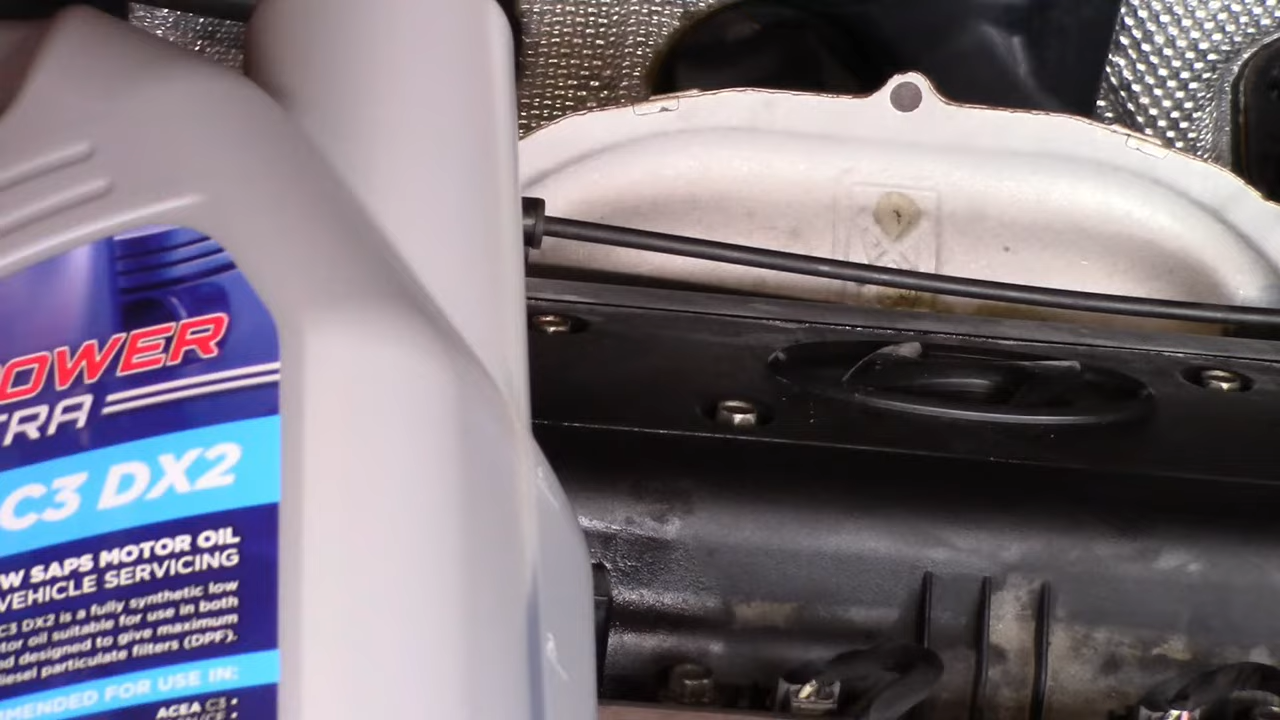 OWER
TRA
C3 DX2
W SAPS MOTOR OIL
VEHICLE SERVICING
C3 DX2 is a fully synthetic low
tor oil suitable for use in both
d designed to give maximum
iesel particulate filters (DPF).
MENDED FOR USE IN:
ACEA C3 •